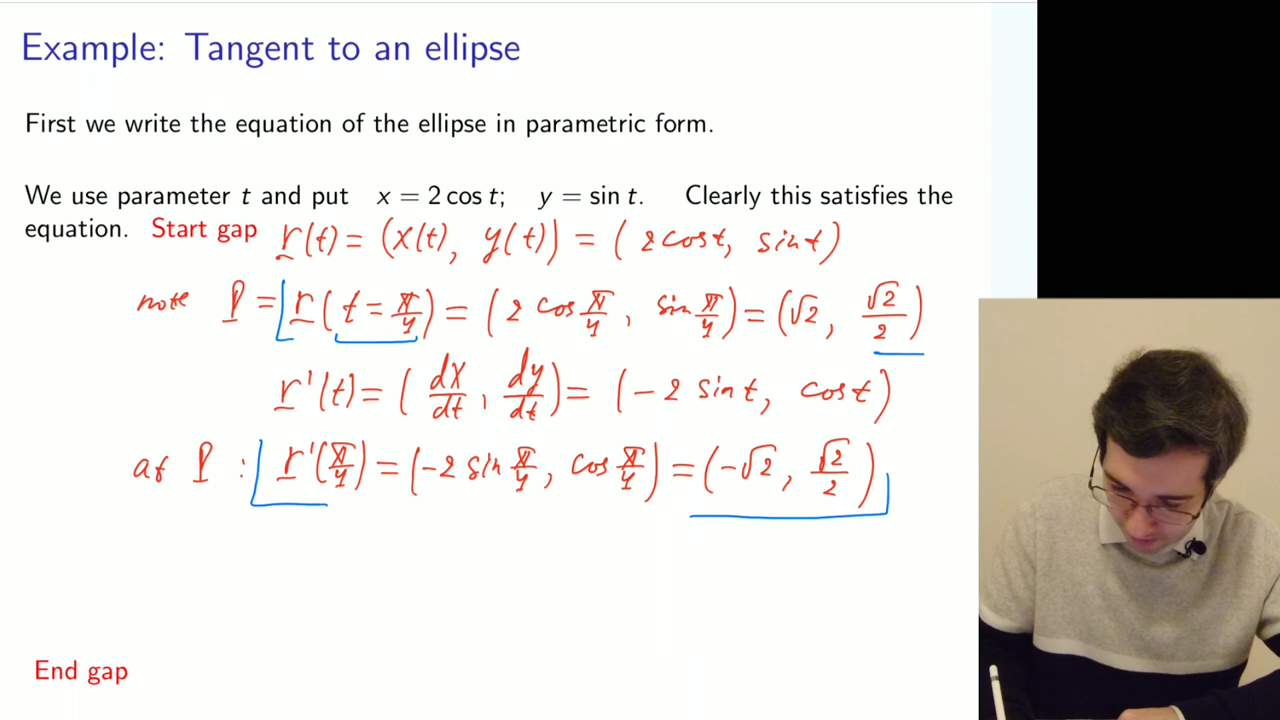 Example: Tangent to an ellipse
First we write the equation of the ellipse in parametric form.
We use parameter t and put x = 2 cos t; y = sin t. Clearly this satisfies the
equation. Start gap r(t) = (x(t), y(t)) = (2 cos t, sin t)
note P = r(t = π/4) = (2 cos π/4, sin π/4) = (√2, √2/2)
r'(t) = (dx/dt, dy/dt) = (-2 sin t, cos t)
at P : r'(π/4) = (-2 sin π/4, cos π/4) = (-√2, √2/2)
End gap